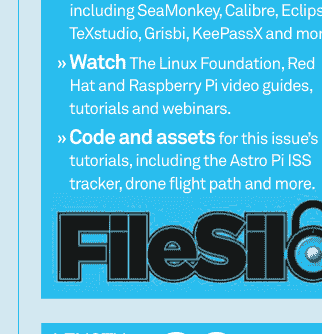 including SeaMonkey, Calibre, Eclips
TeXstudio, Grisbi, KeePassX and mor
» Watch The Linux Foundation, Red
Hat and Raspberry Pi video guides,
tutorials and webinars.
» Code and assets for this issue's
tutorials, including the Astro Pi ISS
tracker, drone flight path and more.
FileSilo